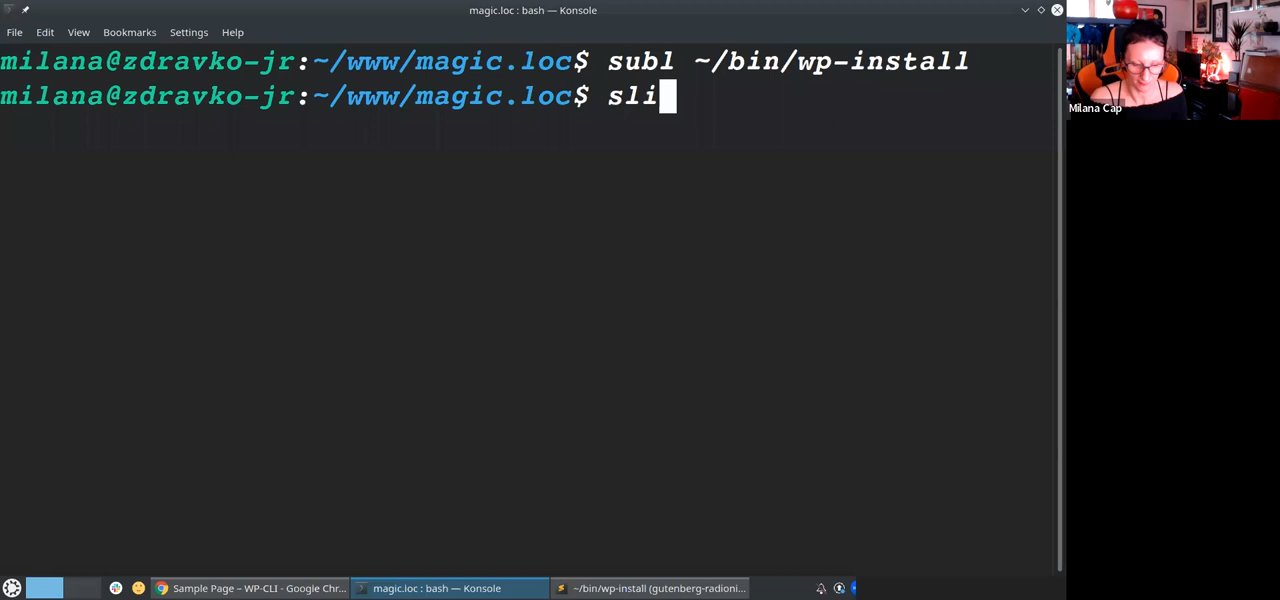 magic.loc : bash — Konsole
File Edit View Bookmarks Settings Help
milana@zdravko-jr:~/www/magic.loc$ subl ~/bin/wp-install
milana@zdravko-jr:~/www/magic.loc$ sli
Milana Cap
Sample Page – WP-CLI - Google Chr...
magic.loc : bash — Konsole
~/bin/wp-install (gutenberg-radioni...